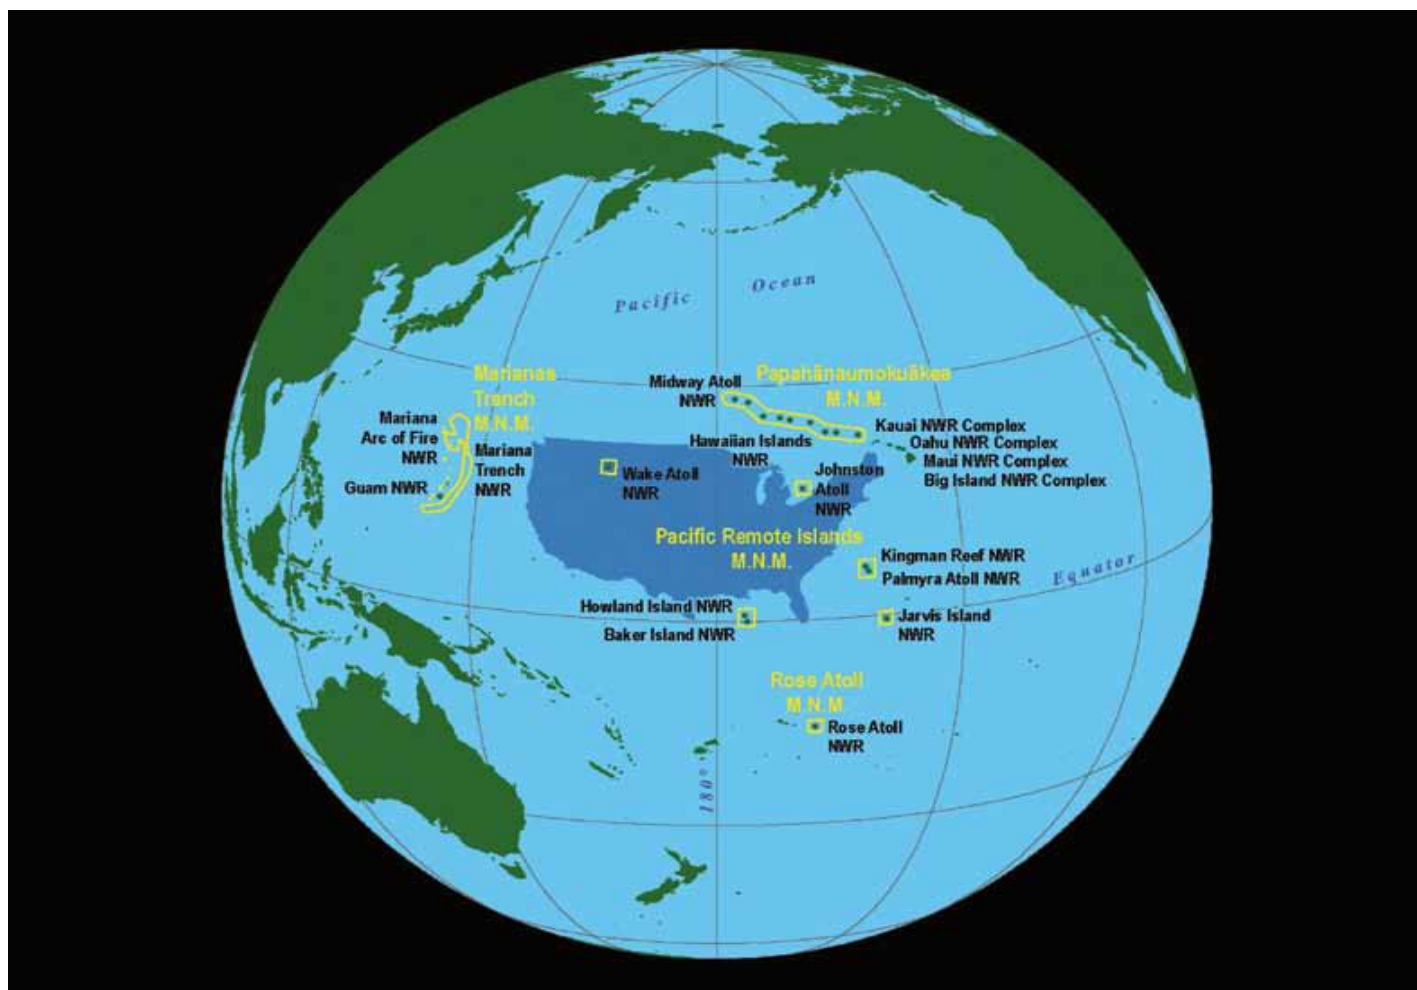 Pacific Ocean
Marianas
Trench
M.N.M.
Mariana
Arc of Fire
NWR
Mariana
Trench
NWR
Guam NWR
Midway Atoll
NWR
Papahānaumokuākea
M.N.M.
Hawaiian Islands
NWR
Kauai NWR Complex
Oahu NWR Complex
Maui NWR Complex
Big Island NWR Complex
Wake Atoll
NWR
Johnston
Atoll
NWR
Pacific Remote Islands
M.N.M.
Kingman Reef NWR
Palmyra Atoll NWR
Equator
Howland Island NWR
Baker Island NWR
Jarvis Island
NWR
Rose Atoll
M.N.M.
Rose Atoll
NWR
180°